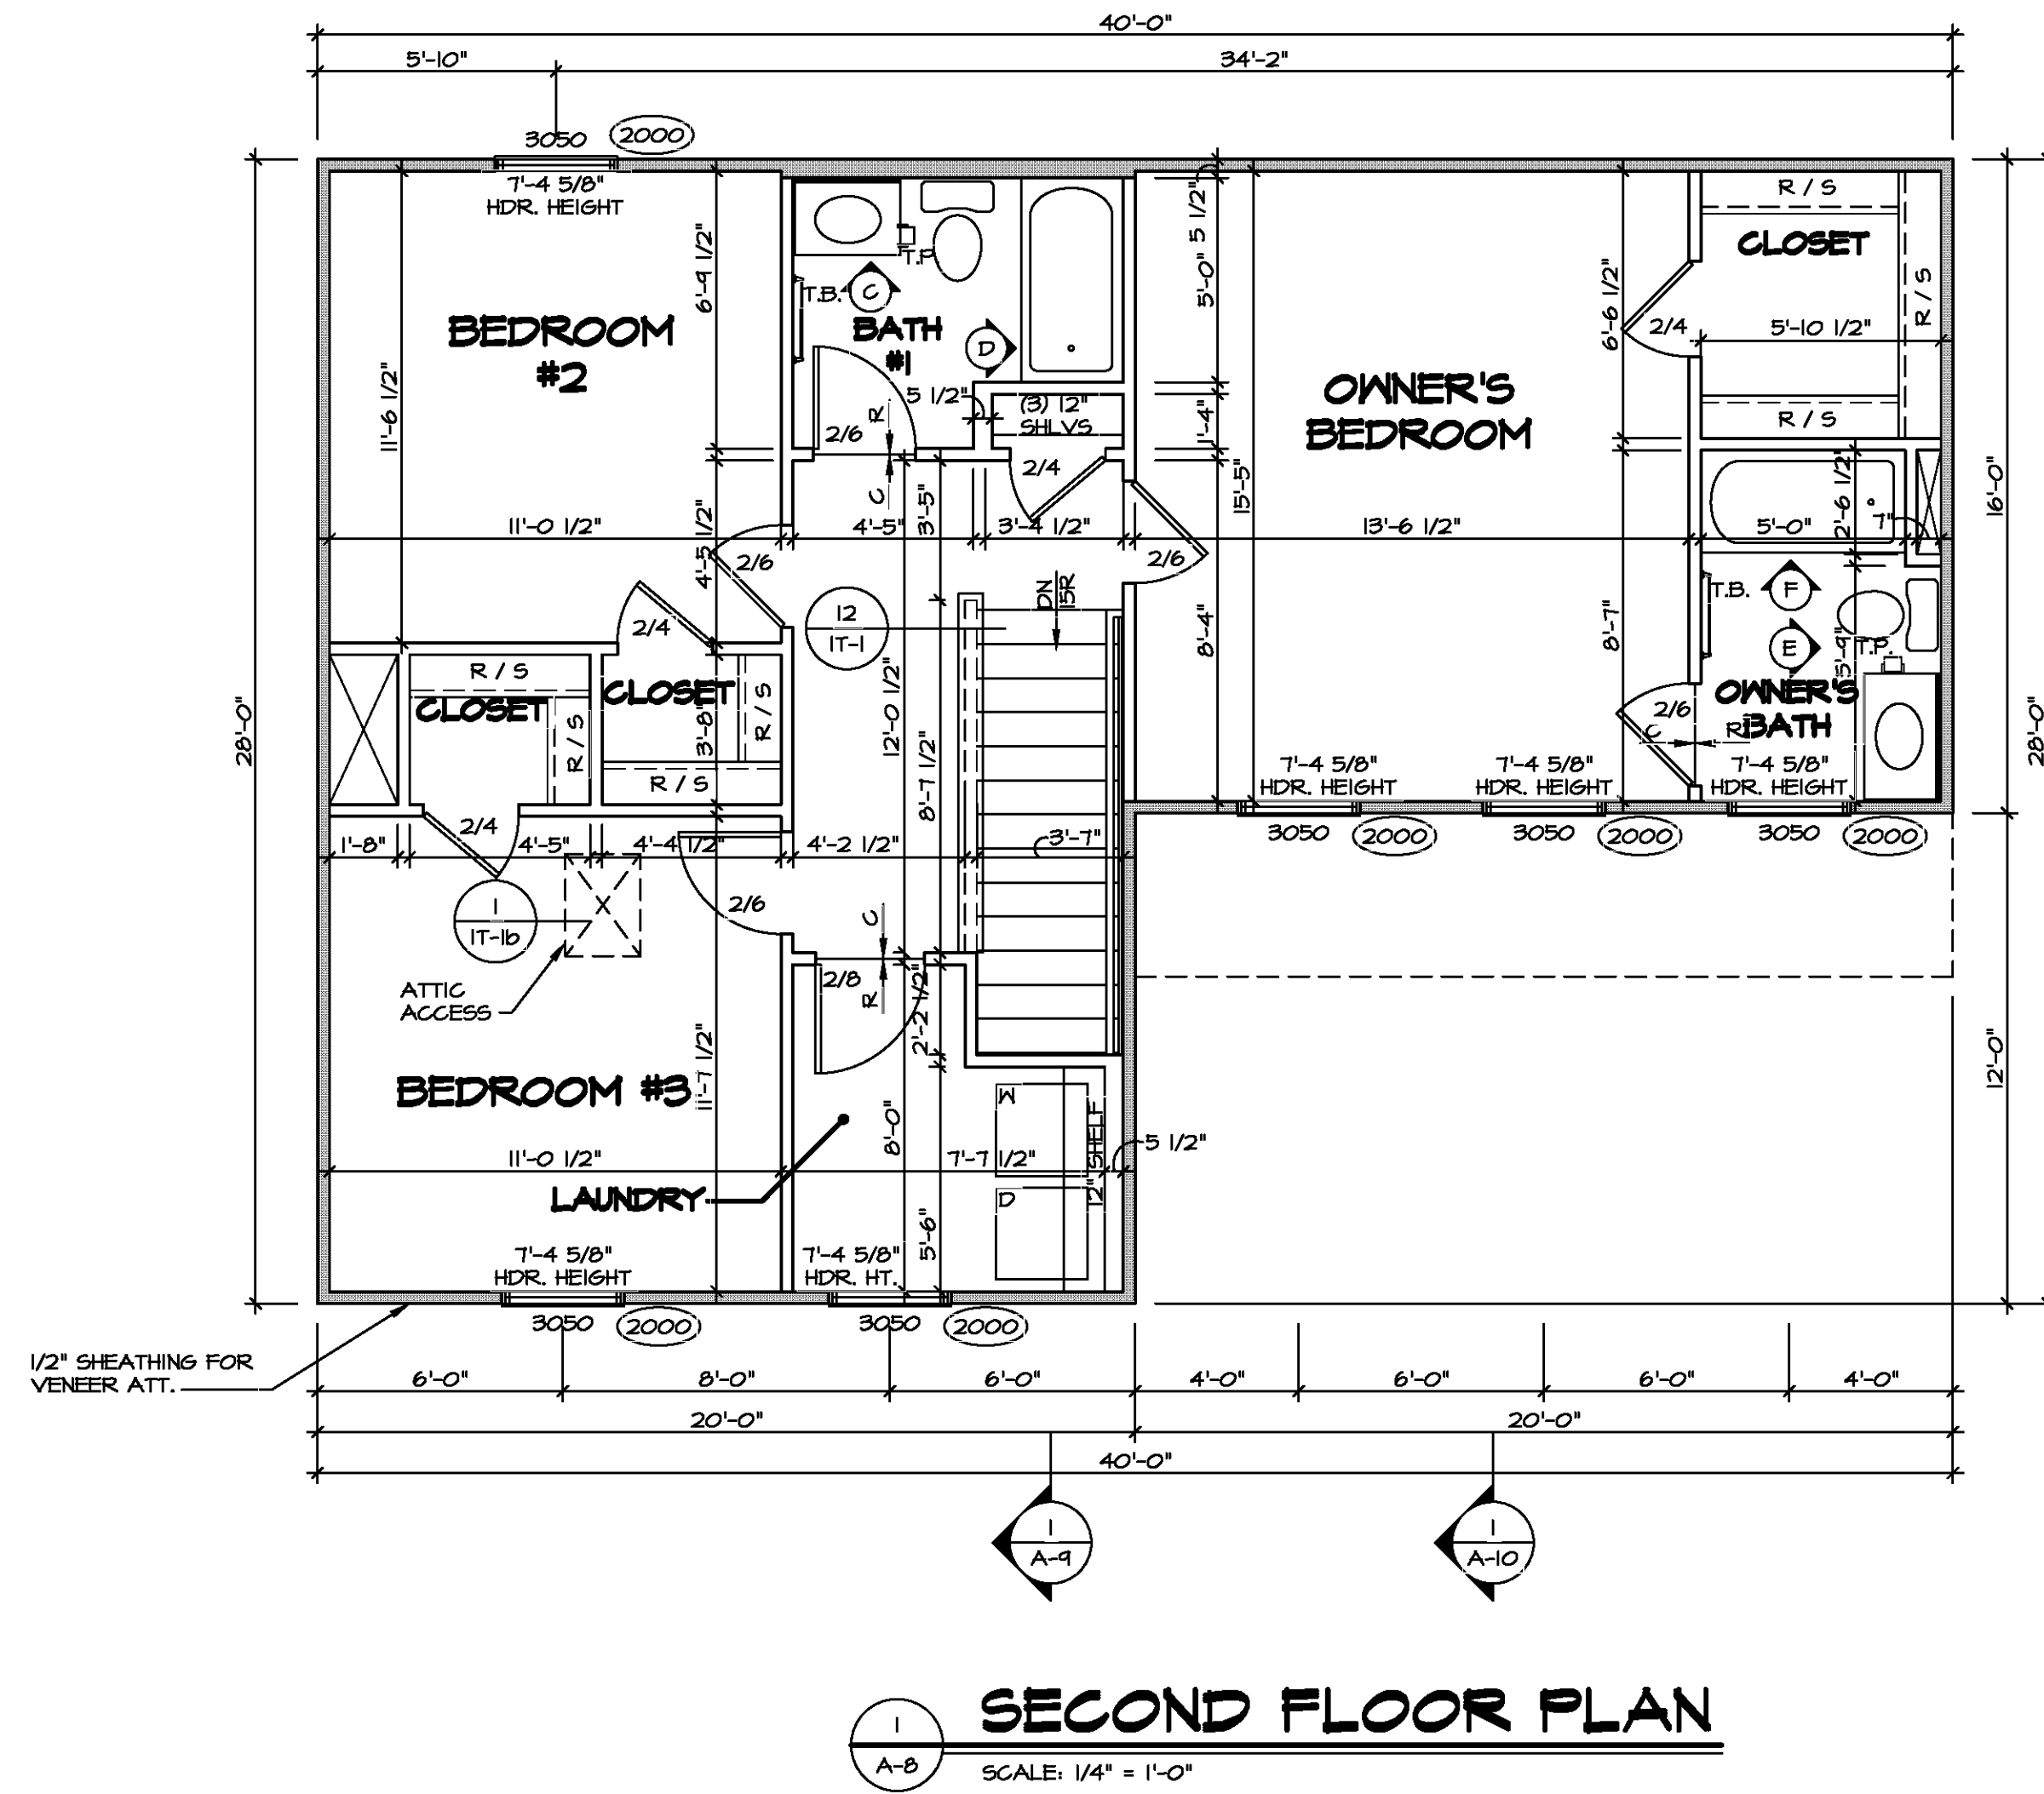 40'-0"
5'-10"
34'-2"
3050
2000
7'-4 5/8"
HDR. HEIGHT
BEDROOM
#2
11'-6 1/2"
6'-9 1/2"
4'-5 1/2"
11'-0 1/2"
2/6
2/4
T.P.
T.B.
C
BATH
#1
D
5 1/2"
(3) 12"
SHLVS
2/6
R
C
2/4
4'-5"
3'-5"
3'-4 1/2"
5 1/2"
5'-0"
1'-4"
15'-5"
8'-4"
OWNER'S
BEDROOM
13'-6 1/2"
2/6
6'-6 1/2"
8'-7"
R / S
CLOSET
R / S
2/4
5'-10 1/2"
R / S
2'-6 1/2"
5'-0"
7"
T.B.
F
E
T.P.
5'-9"
OWNER'S
BATH
2/6
C
R
7'-4 5/8"
HDR. HEIGHT
7'-4 5/8"
HDR. HEIGHT
7'-4 5/8"
HDR. HEIGHT
3050
2000
3050
2000
3050
2000
16'-0"
28'-0"
12'-0"
28'-0"
12
1T-1
DN
15R
R / S
CLOSET
R / S
CLOSET
R / S
R / S
3'-8"
12'-0 1/2"
8'-7 1/2"
2/4
1'-8"
4'-5"
4'-4 1/2"
4'-2 1/2"
3'-7"
1
1T-1b
ATTIC
ACCESS
2/6
2/8
C
R
2'-2 1/2"
BEDROOM #3
11'-7 1/2"
11'-0 1/2"
LAUNDRY
8'-0"
7'-7 1/2"
5'-6"
W
D
12" SHELF
5 1/2"
7'-4 5/8"
HDR. HEIGHT
7'-4 5/8"
HDR. HT.
3050
2000
3050
2000
1/2" SHEATHING FOR
VENEER ATT.
6'-0"
8'-0"
6'-0"
4'-0"
6'-0"
6'-0"
4'-0"
20'-0"
20'-0"
40'-0"
1
A-9
1
A-10
1
A-8
SECOND FLOOR PLAN
SCALE: 1/4" = 1'-0"